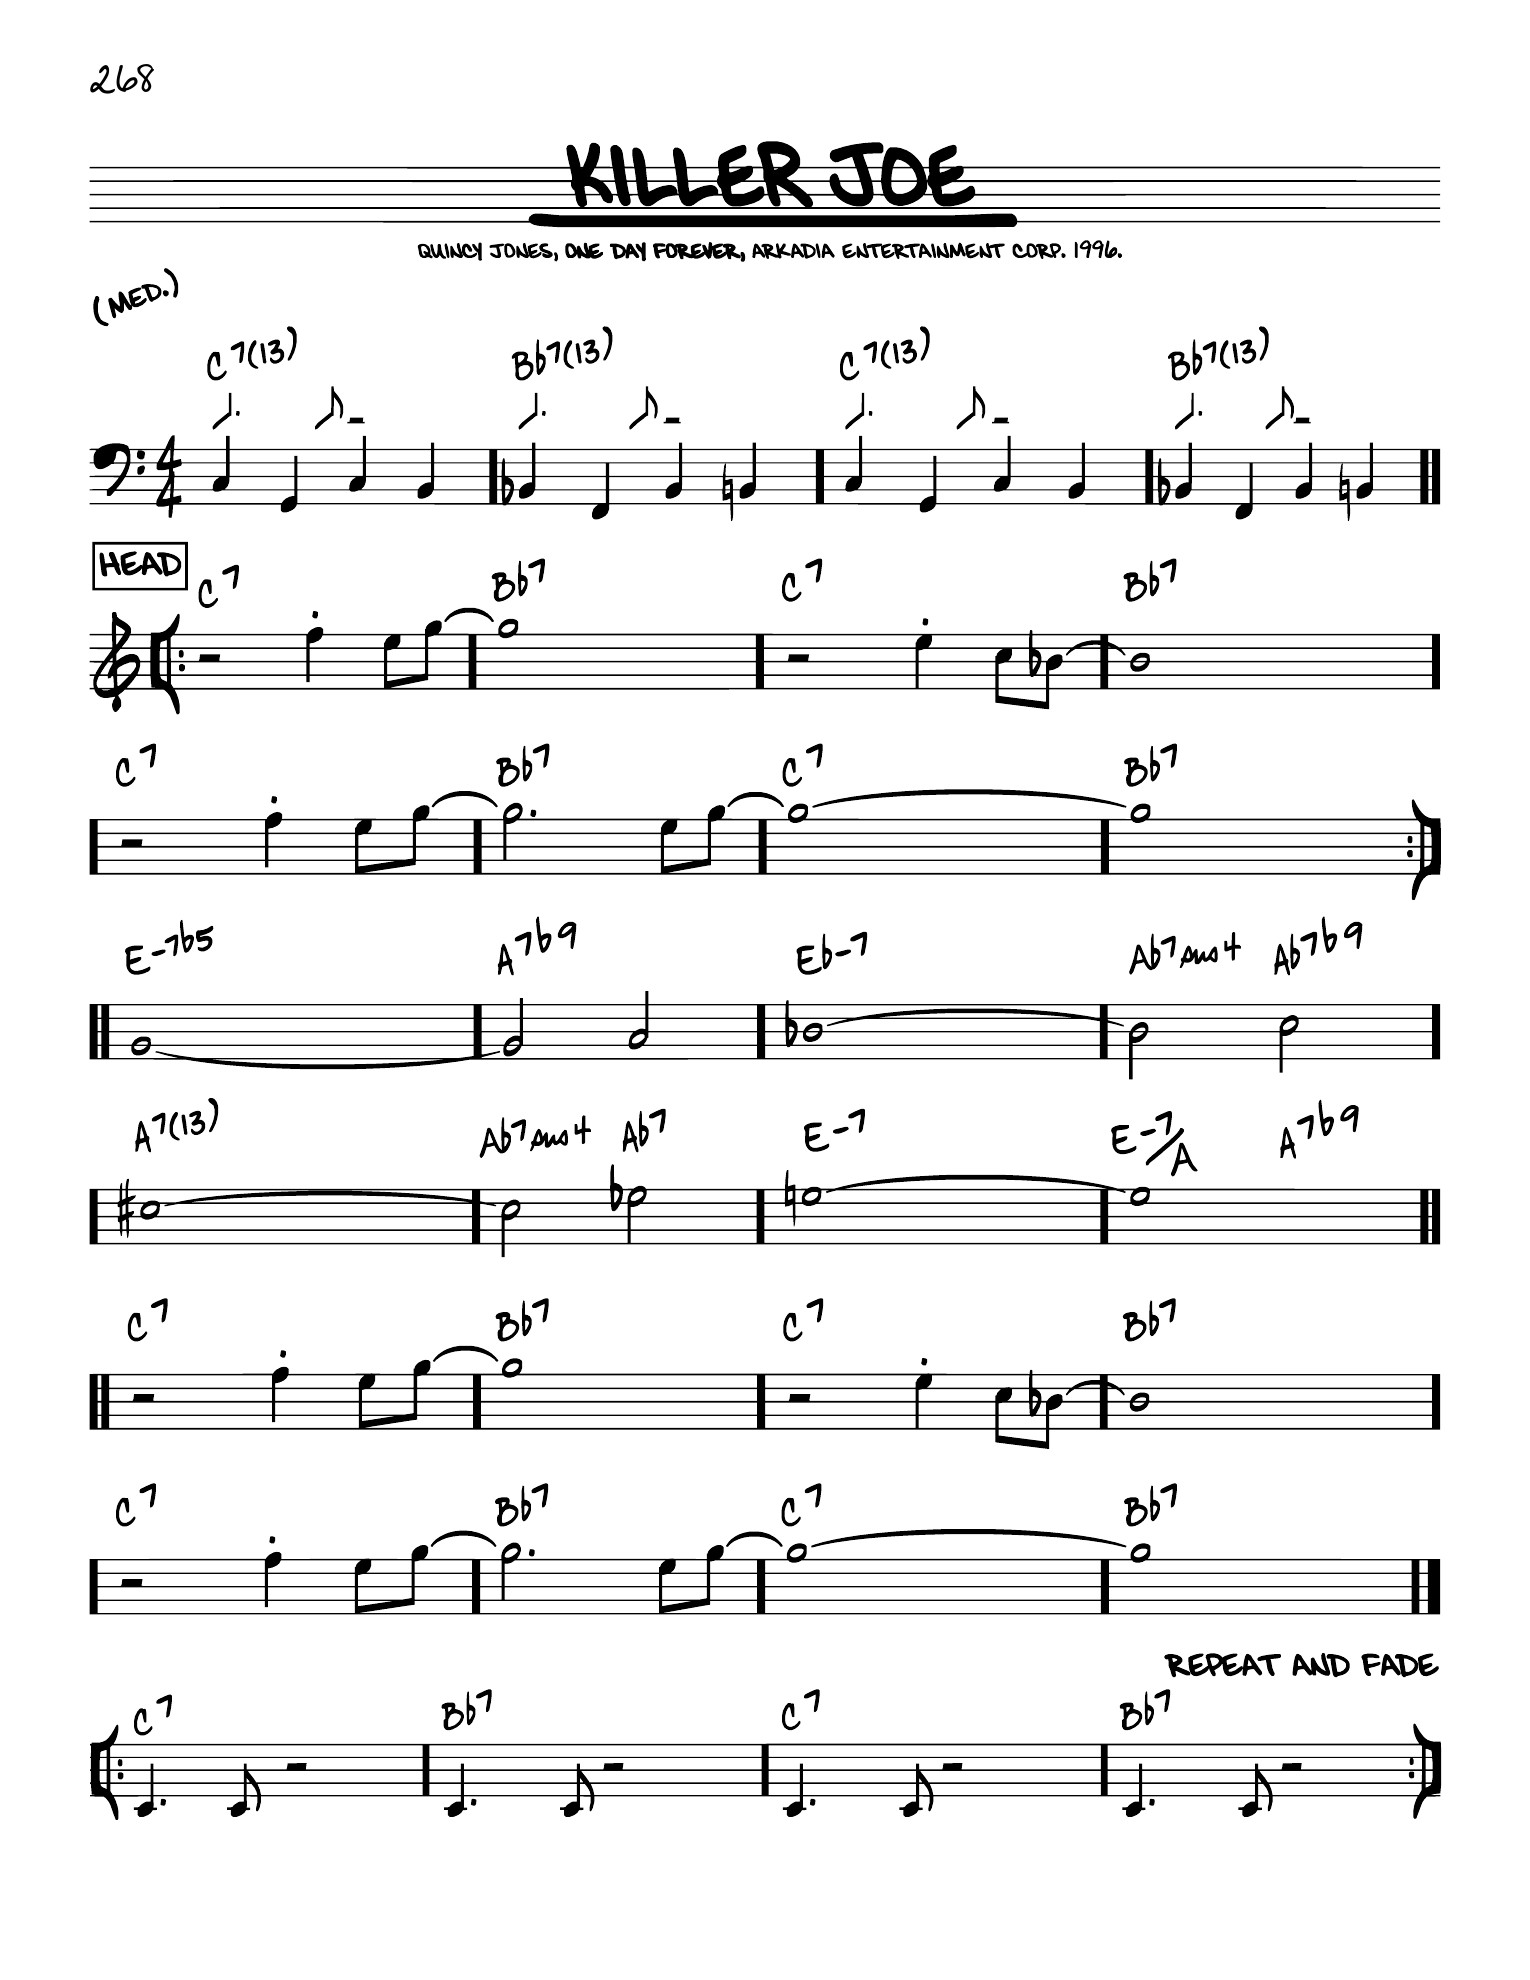 268
KILLER JOE
QUINCY JONES, ONE DAY FOREVER, ARKADIA ENTERTAINMENT CORP. 1996.
(MED.)
C7(13) Bb7(13) C7(13) Bb7(13)
4
4
HEAD
C7 Bb7 C7 Bb7
C7 Bb7 C7 Bb7
E-7b5 A7b9 Eb-7 Ab7sus4 Ab7b9
A7(13) Ab7sus4 Ab7 E-7 E-7/A A7b9
C7 Bb7 C7 Bb7
C7 Bb7 C7 Bb7
REPEAT AND FADE
C7 Bb7 C7 Bb7